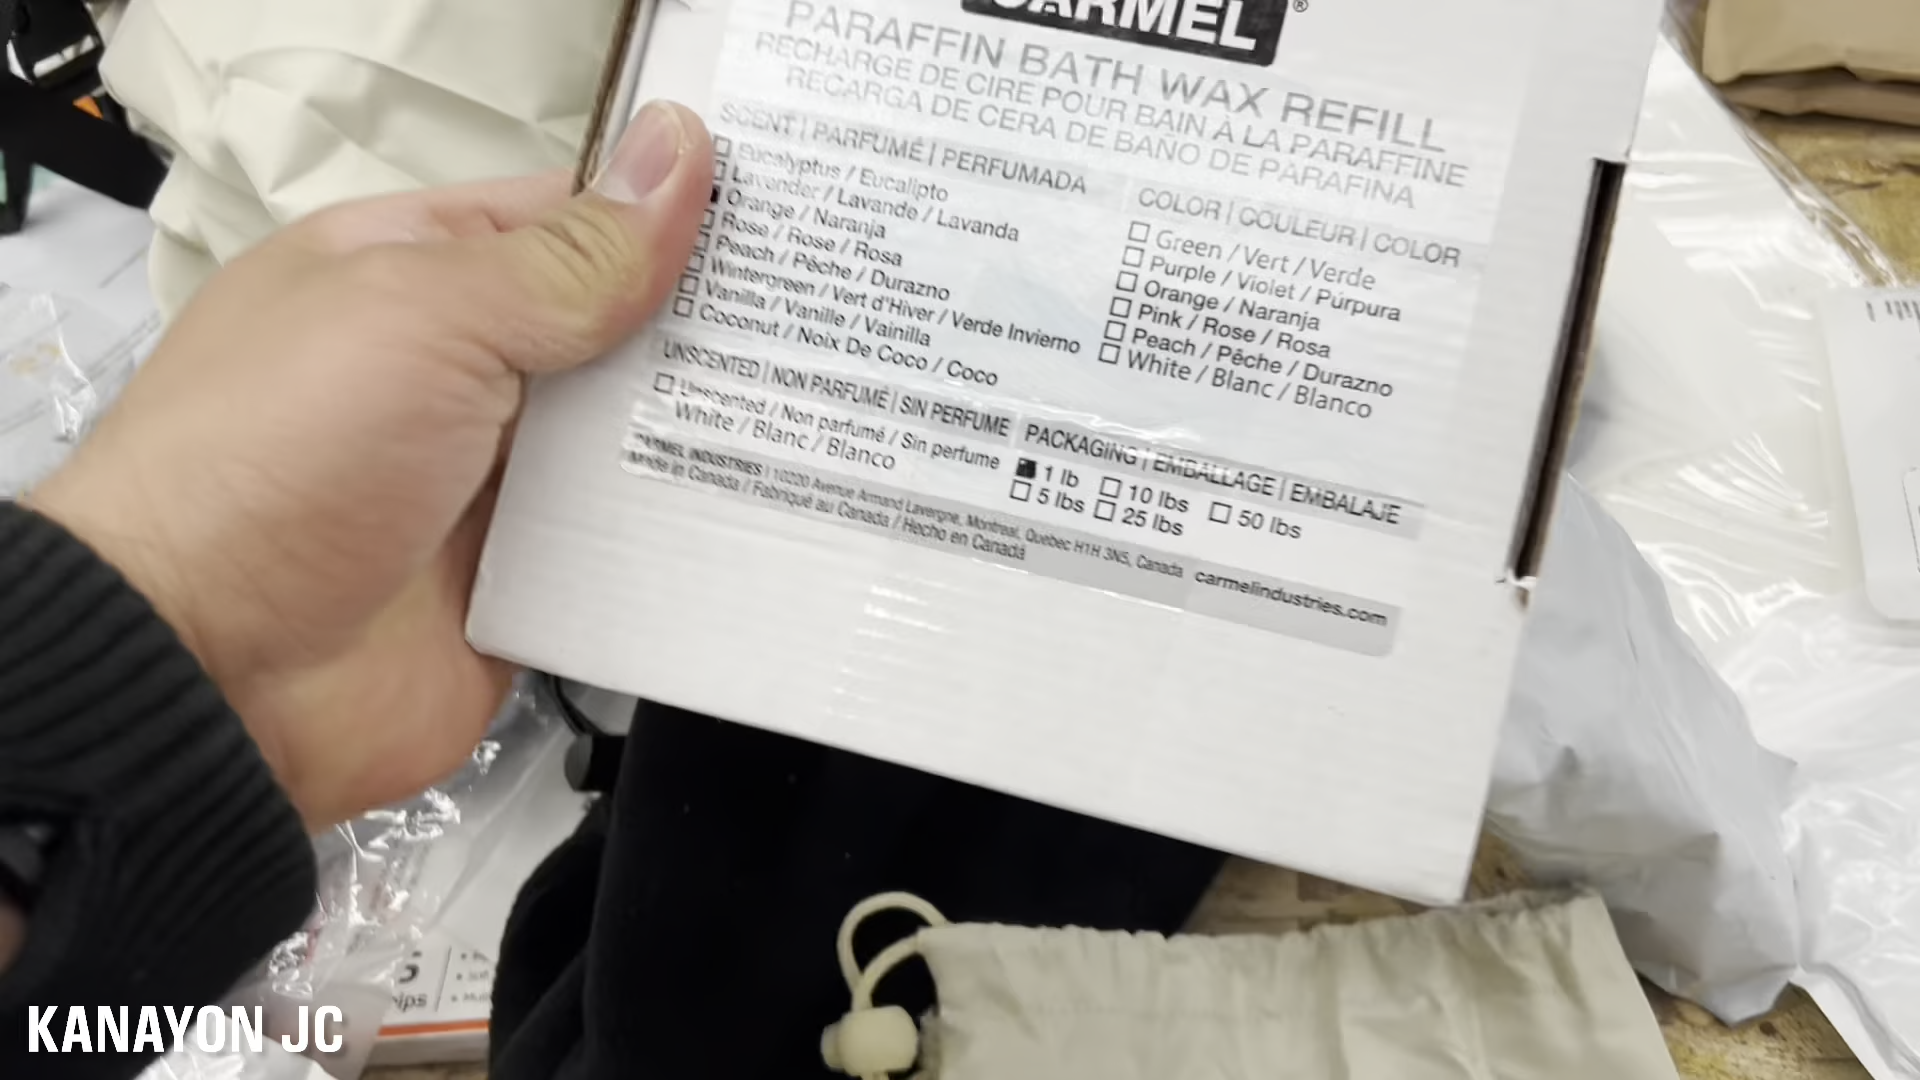 CARMEL®
PARAFFIN BATH WAX REFILL
RECHARGE DE CIRE POUR BAIN À LA PARAFFINE
RECARGA DE CERA DE BAÑO DE PARAFINA
SCENT | PARFUMÉ | PERFUMADA
Eucalyptus / Eucalipto
Lavender / Lavande / Lavanda
Orange / Naranja
Rose / Rose / Rosa
Peach / Pêche / Durazno
Wintergreen / Vert d'Hiver / Verde Invierno
Vanilla / Vanille / Vainilla
Coconut / Noix De Coco / Coco
COLOR | COULEUR | COLOR
Green / Vert / Verde
Purple / Violet / Púrpura
Orange / Naranja
Pink / Rose / Rosa
Peach / Pêche / Durazno
White / Blanc / Blanco
UNSCENTED | NON PARFUMÉ | SIN PERFUME
Unscented / Non parfumé / Sin perfume
White / Blanc / Blanco
PACKAGING | EMBALLAGE | EMBALAJE
1 lb 10 lbs 50 lbs
5 lbs 25 lbs
CARMEL INDUSTRIES | 10220 Avenue Armand Lavergne, Montreal, Quebec H1H 3N5, Canada carmelindustries.com
Made in Canada / Fabriqué au Canada / Hecho en Canadá
KANAYON JC